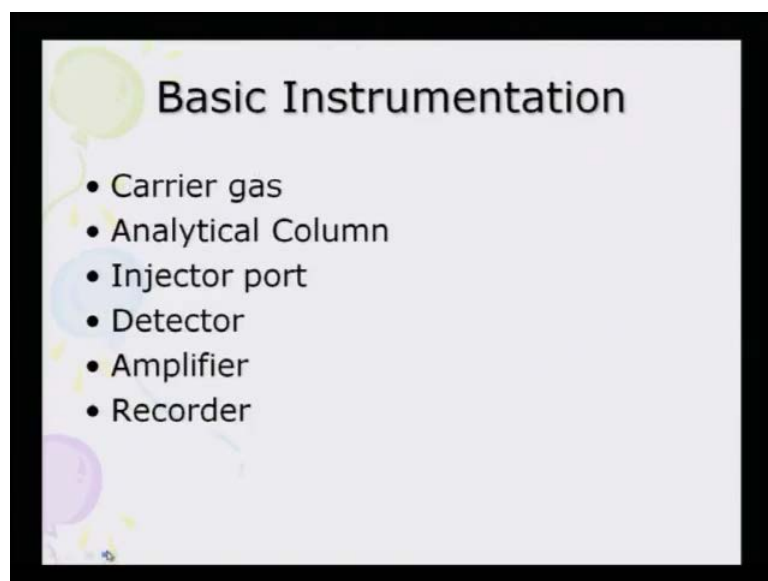 Basic Instrumentation
• Carrier gas
• Analytical Column
• Injector port
• Detector
• Amplifier
• Recorder